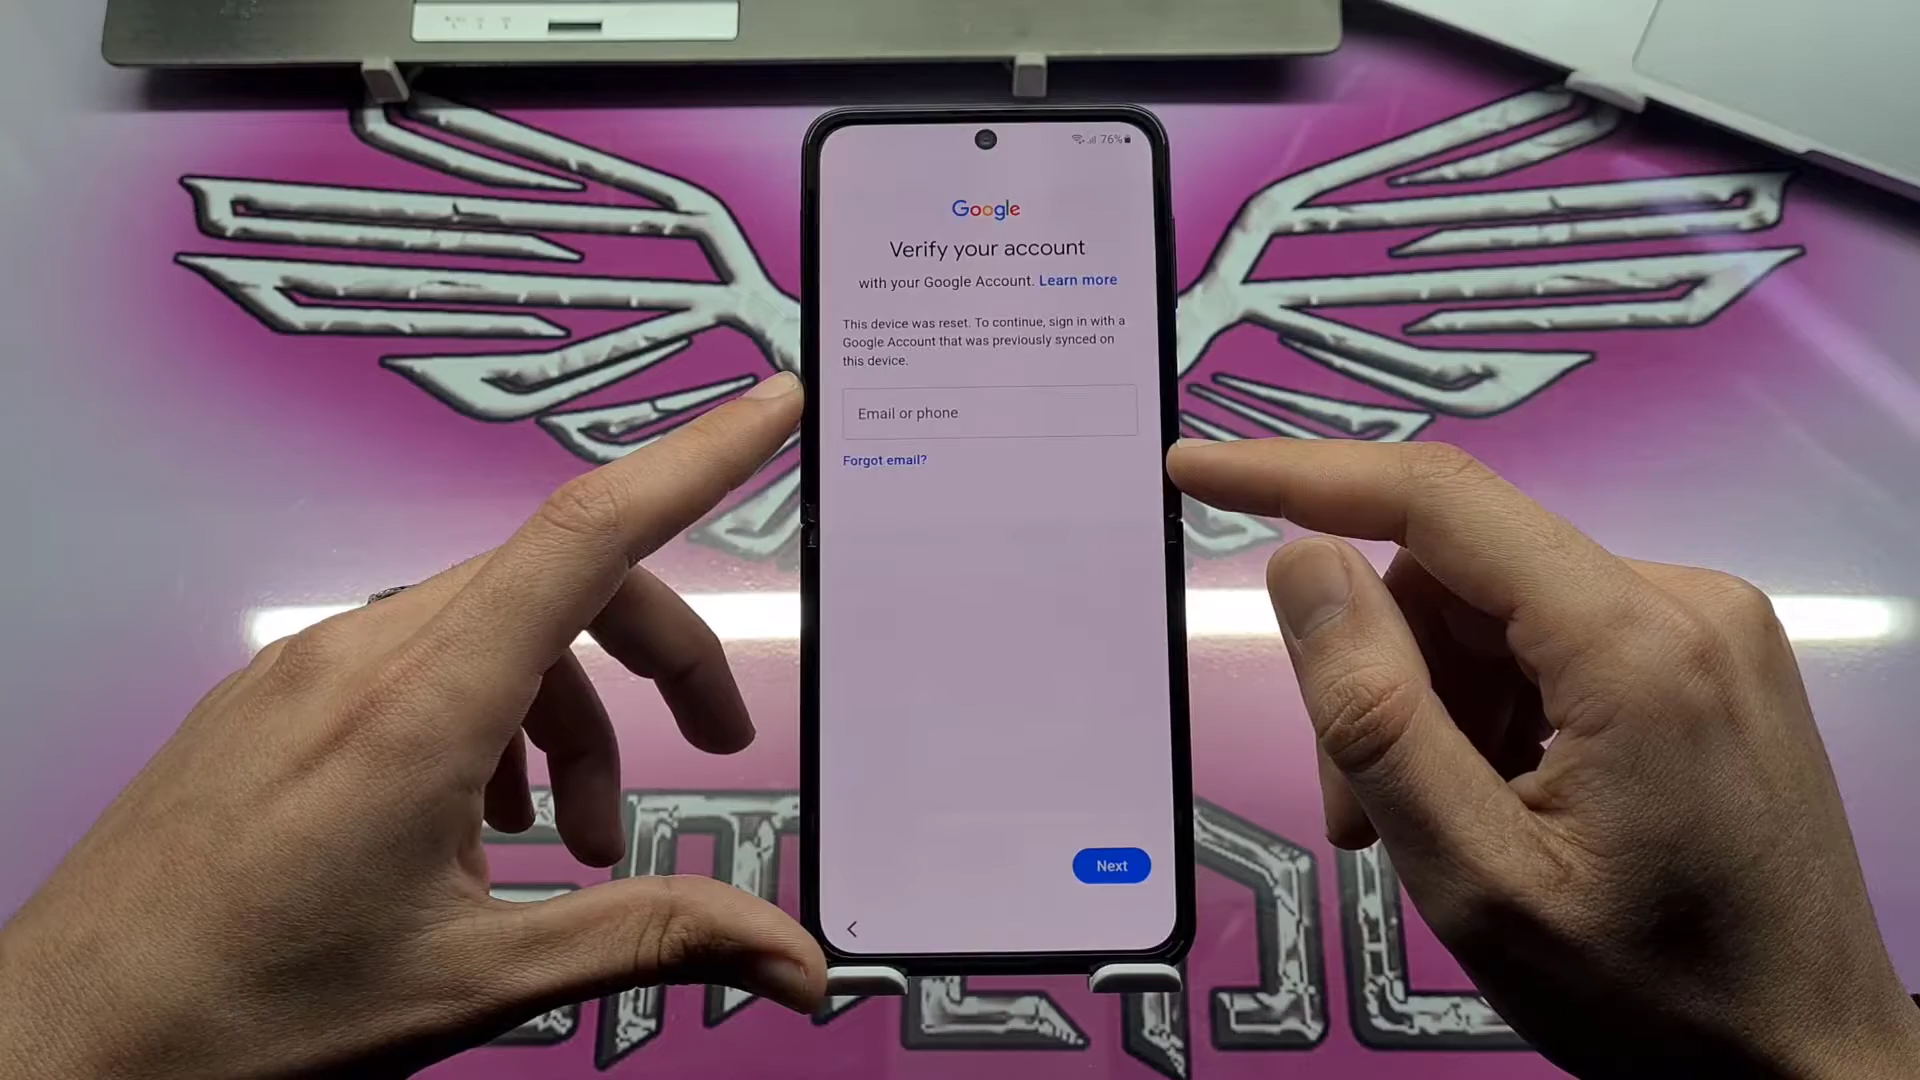 76%
Google
Verify your account
with your Google Account. Learn more
This device was reset. To continue, sign in with a
Google Account that was previously synced on
this device.
Email or phone
Forgot email?
Next